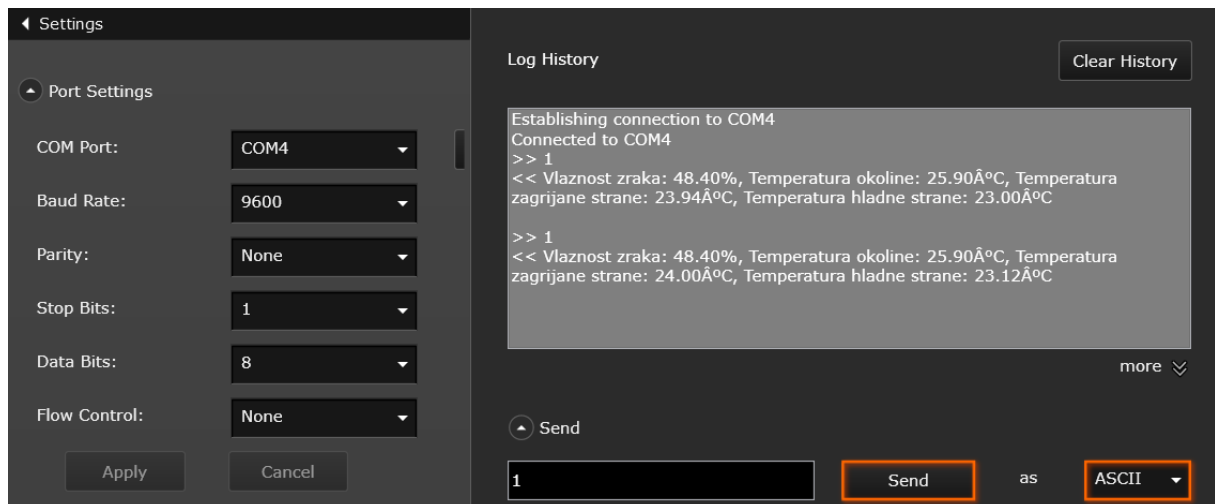 Settings
Port Settings
COM Port:
COM4
Baud Rate:
9600
Parity:
None
Stop Bits:
1
Data Bits:
8
Flow Control:
None
Apply
Cancel
Log History
Clear History
Establishing connection to COM4
Connected to COM4
>> 1
<< Vlaznost zraka: 48.40%, Temperatura okoline: 25.90ÂºC, Temperatura
zagrijane strane: 23.94ÂºC, Temperatura hladne strane: 23.00ÂºC
>> 1
<< Vlaznost zraka: 48.40%, Temperatura okoline: 25.90ÂºC, Temperatura
zagrijane strane: 24.00ÂºC, Temperatura hladne strane: 23.12ÂºC
more
Send
1
Send
as
ASCII